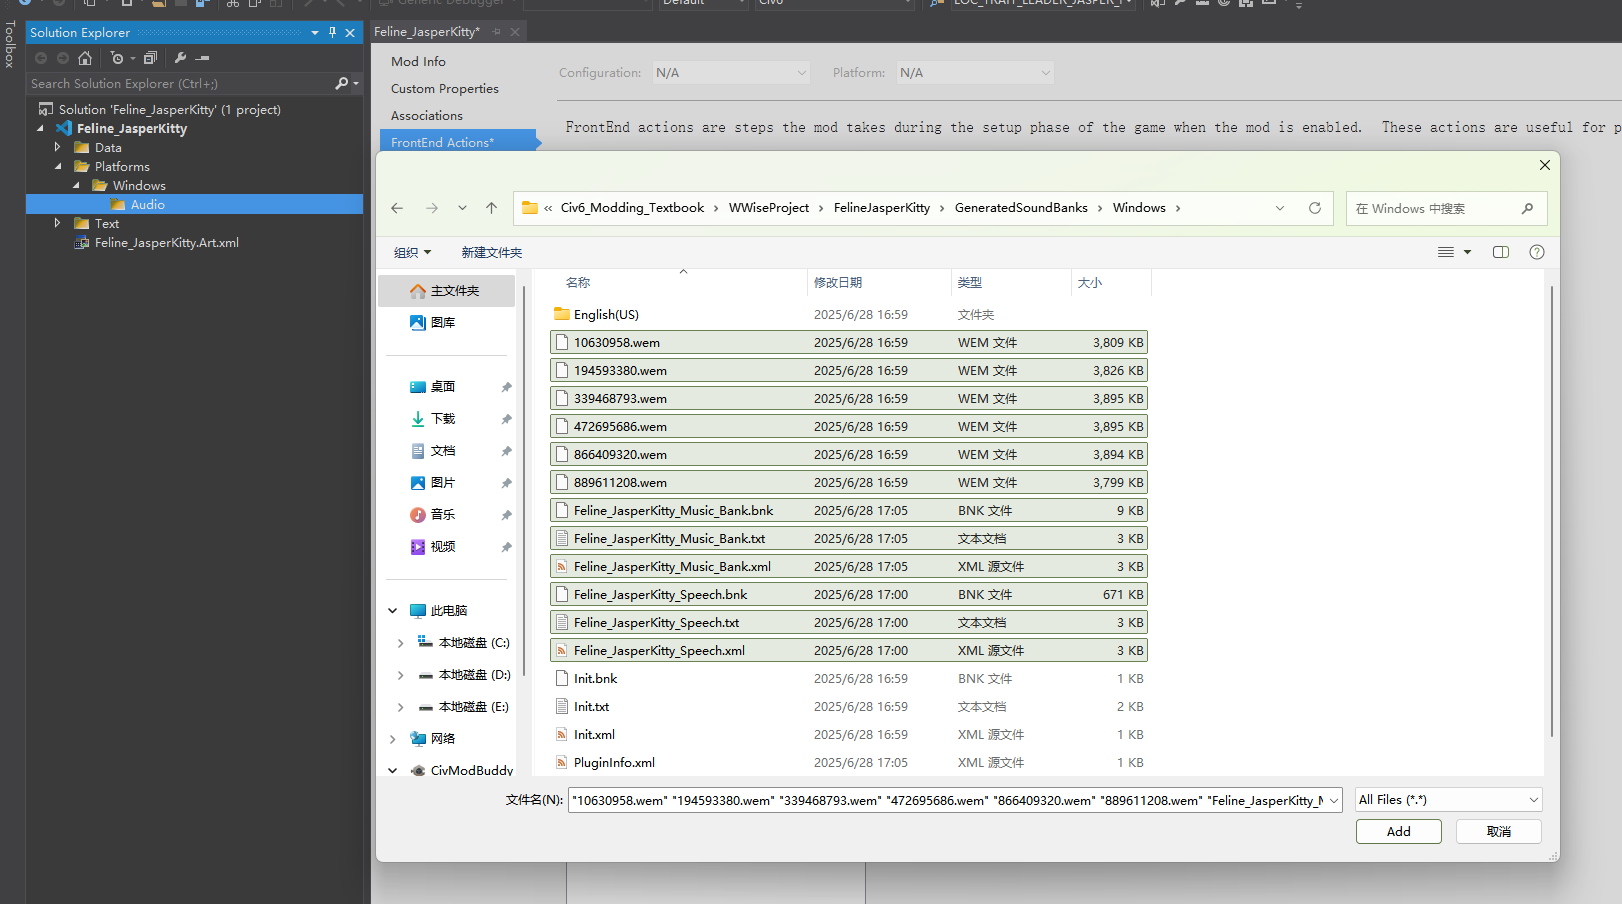 Generic Debugger
Default
Civ6
LOC_TRAIT_LEADER_JASPER_
Toolbox
Solution Explorer
Search Solution Explorer (Ctrl+;)
Solution 'Feline_JasperKitty' (1 project)
Feline_JasperKitty
Data
Platforms
Windows
Audio
Text
Feline_JasperKitty.Art.xml
Feline_JasperKitty*
Mod Info
Custom Properties
Associations
FrontEnd Actions*
Configuration: N/A Platform: N/A
FrontEnd actions are steps the mod takes during the setup phase of the game when the mod is enabled. These actions are useful for p
« Civ6_Modding_Textbook › WWiseProject › FelineJasperKitty › GeneratedSoundBanks › Windows ›
在 Windows 中搜索
组织 新建文件夹
主文件夹
图库
桌面
下载
文档
图片
音乐
视频
此电脑
本地磁盘 (C:)
本地磁盘 (D:)
本地磁盘 (E:)
网络
CivModBuddy
名称 修改日期 类型 大小
English(US) 2025/6/28 16:59 文件夹
10630958.wem 2025/6/28 16:59 WEM 文件 3,809 KB
194593380.wem 2025/6/28 16:59 WEM 文件 3,826 KB
339468793.wem 2025/6/28 16:59 WEM 文件 3,895 KB
472695686.wem 2025/6/28 16:59 WEM 文件 3,895 KB
866409320.wem 2025/6/28 16:59 WEM 文件 3,894 KB
889611208.wem 2025/6/28 16:59 WEM 文件 3,799 KB
Feline_JasperKitty_Music_Bank.bnk 2025/6/28 17:05 BNK 文件 9 KB
Feline_JasperKitty_Music_Bank.txt 2025/6/28 17:05 文本文档 3 KB
Feline_JasperKitty_Music_Bank.xml 2025/6/28 17:05 XML 源文件 3 KB
Feline_JasperKitty_Speech.bnk 2025/6/28 17:00 BNK 文件 671 KB
Feline_JasperKitty_Speech.txt 2025/6/28 17:00 文本文档 3 KB
Feline_JasperKitty_Speech.xml 2025/6/28 17:00 XML 源文件 3 KB
Init.bnk 2025/6/28 16:59 BNK 文件 1 KB
Init.txt 2025/6/28 16:59 文本文档 2 KB
Init.xml 2025/6/28 16:59 XML 源文件 1 KB
PluginInfo.xml 2025/6/28 17:05 XML 源文件 1 KB
文件名(N): "10630958.wem" "194593380.wem" "339468793.wem" "472695686.wem" "866409320.wem" "889611208.wem" "Feline_JasperKitty_M
All Files (*.*)
Add 取消